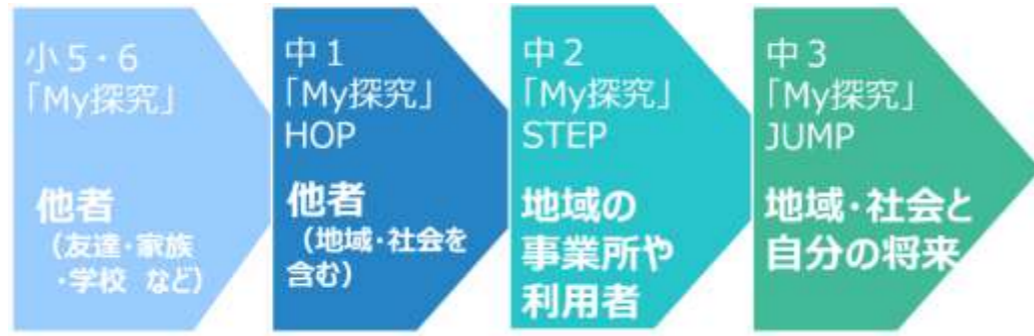 小５・６
「My探究」
他者
（友達・家族
・学校 など）
中１
「My探究」
HOP
他者
（地域・社会を
含む）
中２
「My探究」
STEP
地域の
事業所や
利用者
中３
「My探究」
JUMP
地域・社会と
自分の将来